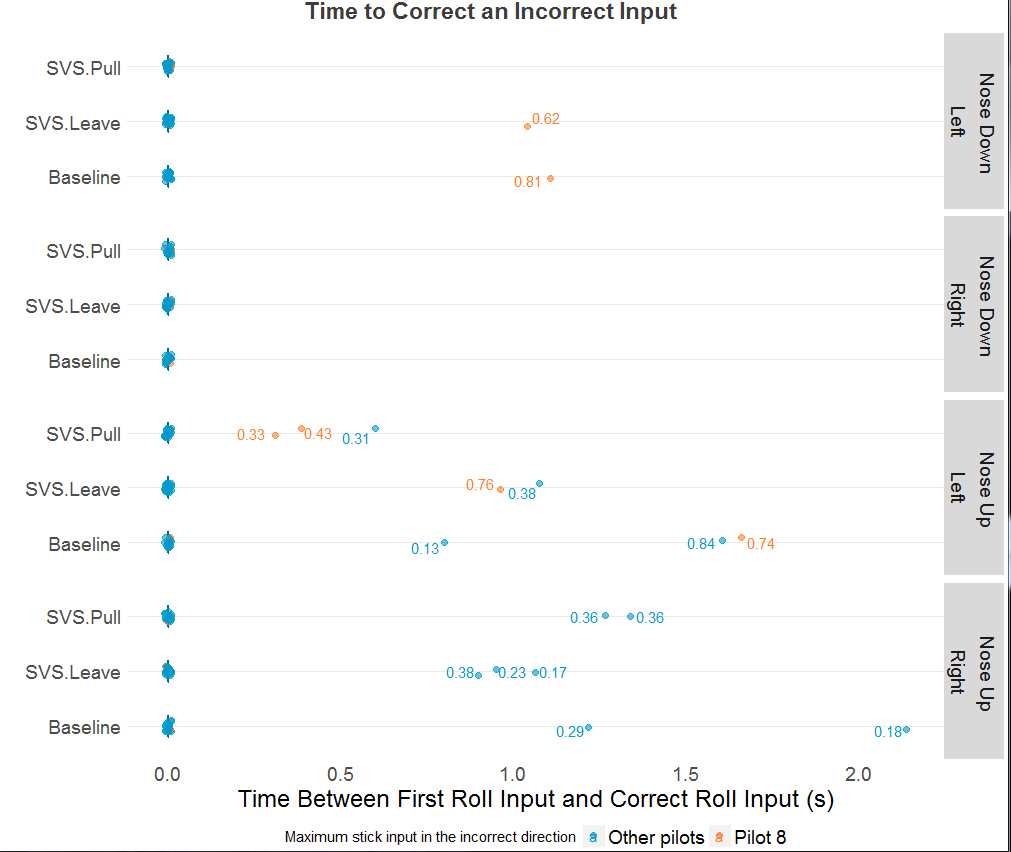 Time to Correct an Incorrect Input
SVS.Pull
SVS.Leave 0.62
Baseline 0.81
Nose Down
Left
SVS.Pull
SVS.Leave
Baseline
Nose Down
Right
SVS.Pull 0.33 0.43 0.31
SVS.Leave 0.76 0.38
Baseline 0.13 0.84 0.74
Nose Up
Left
SVS.Pull 0.36 0.36
SVS.Leave 0.38 0.23 0.17
Baseline 0.29 0.18
Nose Up
Right
0.0 0.5 1.0 1.5 2.0
Time Between First Roll Input and Correct Roll Input (s)
Maximum stick input in the incorrect direction a Other pilots a Pilot 8